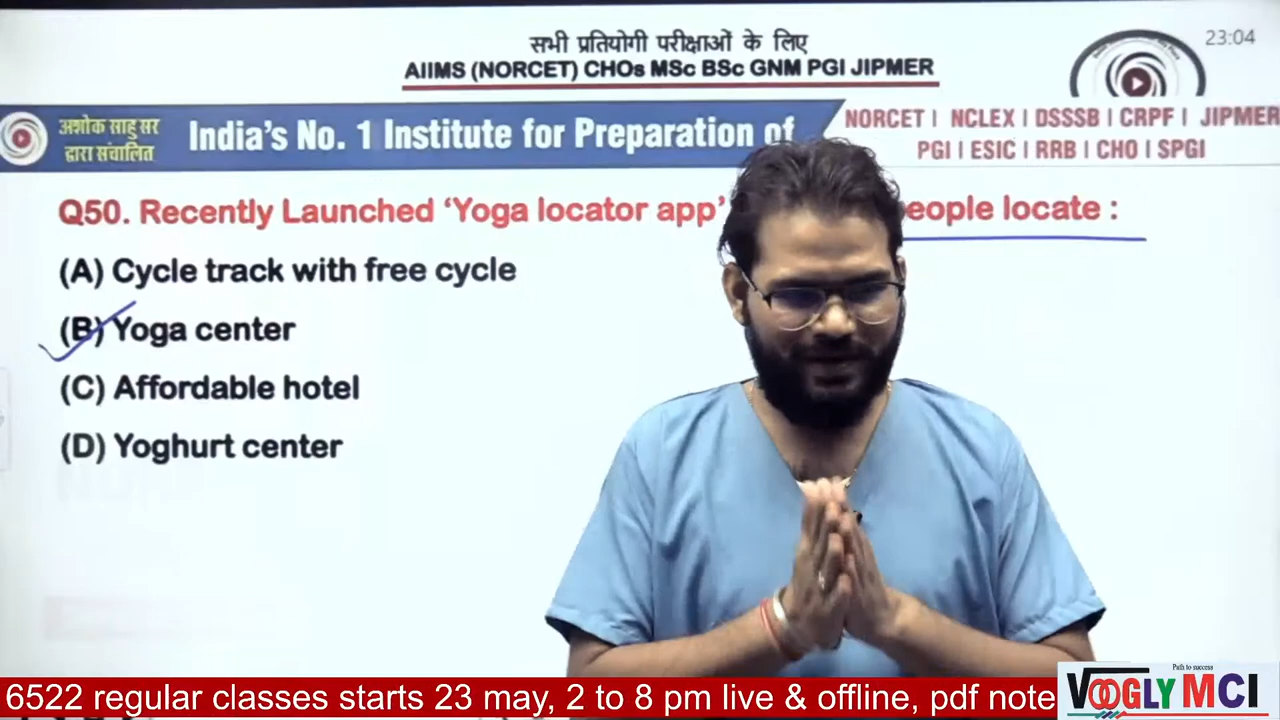 सभी प्रतियोगी परीक्षाओं के लिए
23:04
AIIMS (NORCET) CHOs MSc BSc GNM PGI JIPMER
अशोक साहु सर
द्वारा संचालित
India's No. 1 Institute for Preparation of
NORCET I NCLEX I DSSSB I CRPF I JIPMER
PGI I ESIC I RRB I CHO I SPGI
Q50. Recently Launched ‘Yoga locator app’ eople locate :
(A) Cycle track with free cycle
(B) Yoga center
(C) Affordable hotel
(D) Yoghurt center
6522 regular classes starts 23 may, 2 to 8 pm live & offline, pdf note
Path to success
VOOGLY MCI